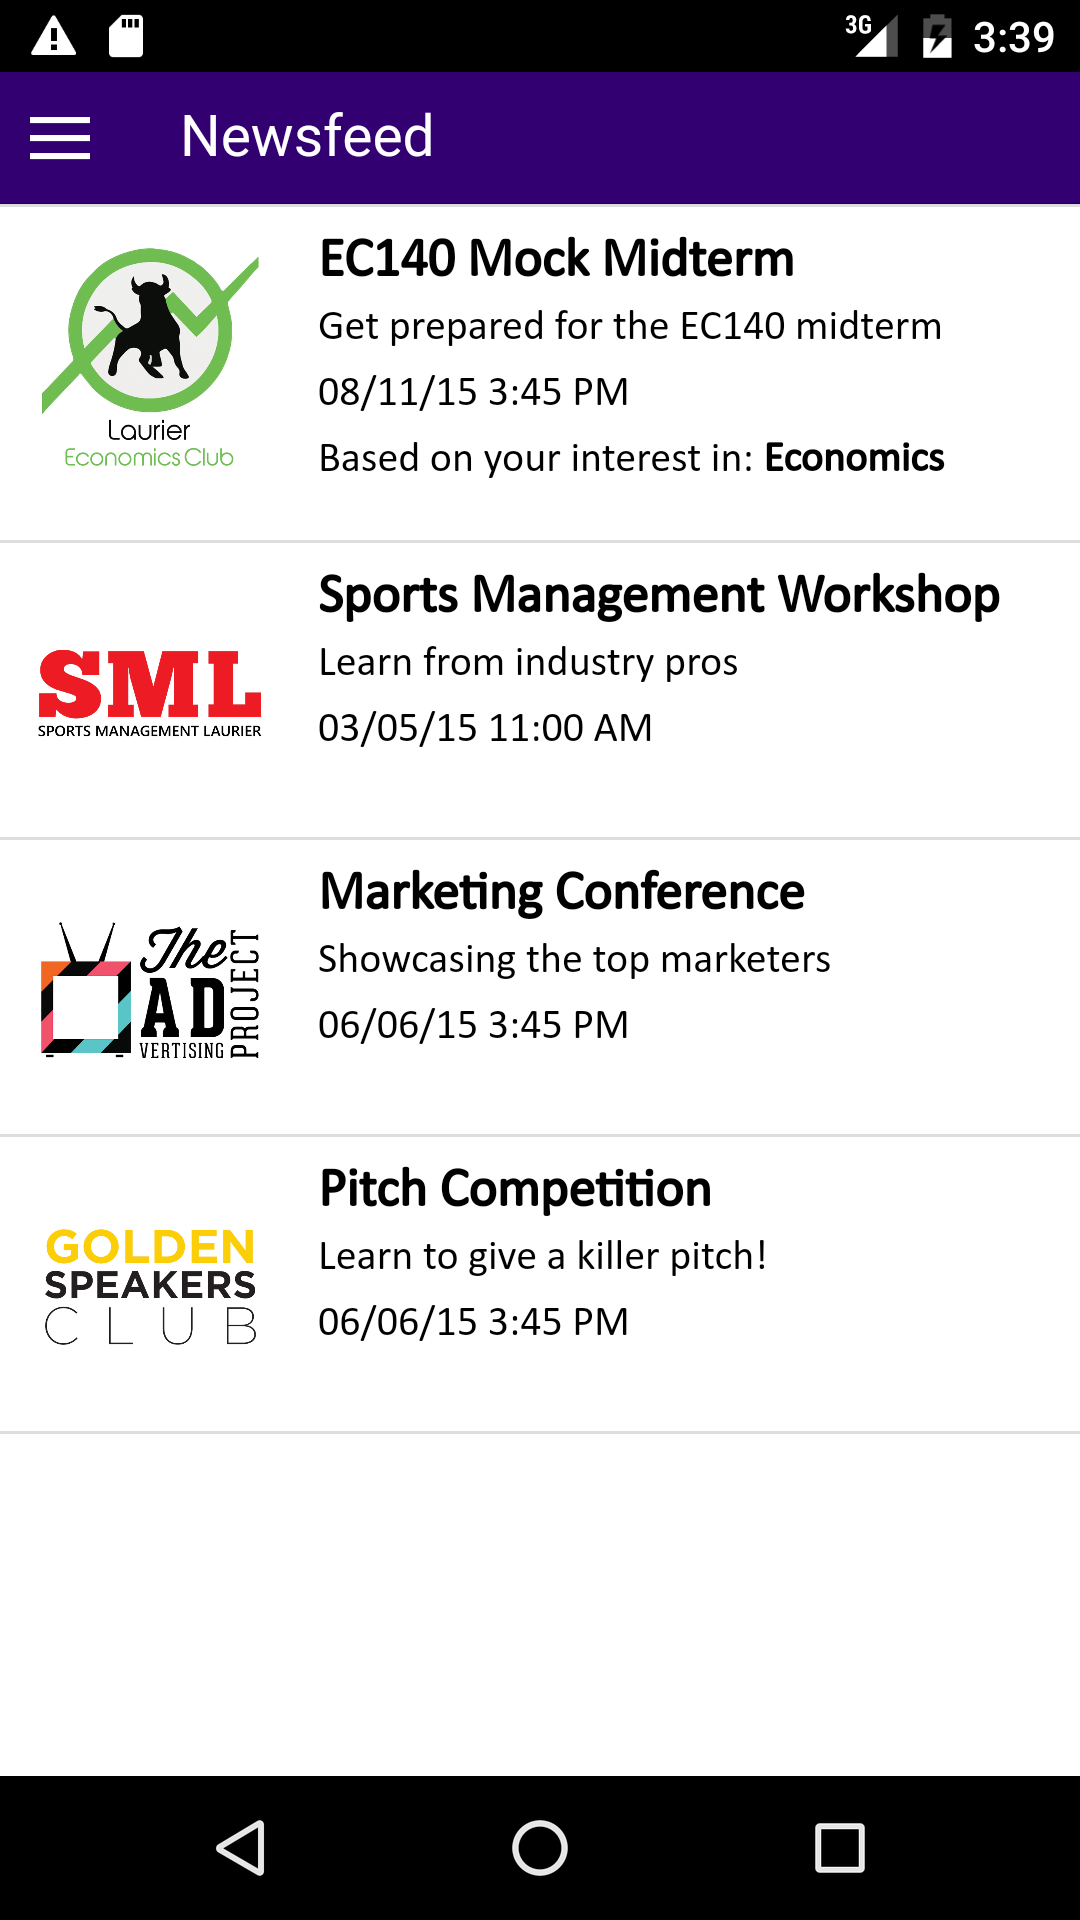 3G 3:39
Newsfeed
EC140 Mock Midterm
Get prepared for the EC140 midterm
08/11/15 3:45 PM
Based on your interest in: Economics
Laurier
Economics Club
Sports Management Workshop
Learn from industry pros
03/05/15 11:00 AM
SML
SPORTS MANAGEMENT LAURIER
Marketing Conference
Showcasing the top marketers
06/06/15 3:45 PM
The
AD
VERTISING
PROJECT
Pitch Competition
Learn to give a killer pitch!
06/06/15 3:45 PM
GOLDEN
SPEAKERS
CLUB